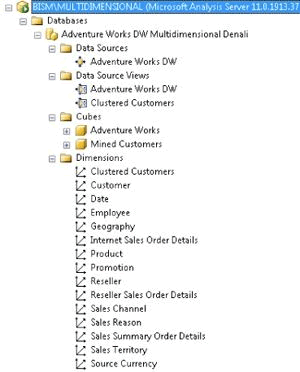 BISM\MULTIDIMENSIONAL (Microsoft Analysis Server 11.0.1913.37
Databases
Adventure Works DW Multidimensional Denali
Data Sources
Adventure Works DW
Data Source Views
Adventure Works DW
Clustered Customers
Cubes
Adventure Works
Mined Customers
Dimensions
Clustered Customers
Customer
Date
Employee
Geography
Internet Sales Order Details
Product
Promotion
Reseller
Reseller Sales Order Details
Sales Channel
Sales Reason
Sales Summary Order Details
Sales Territory
Source Currency